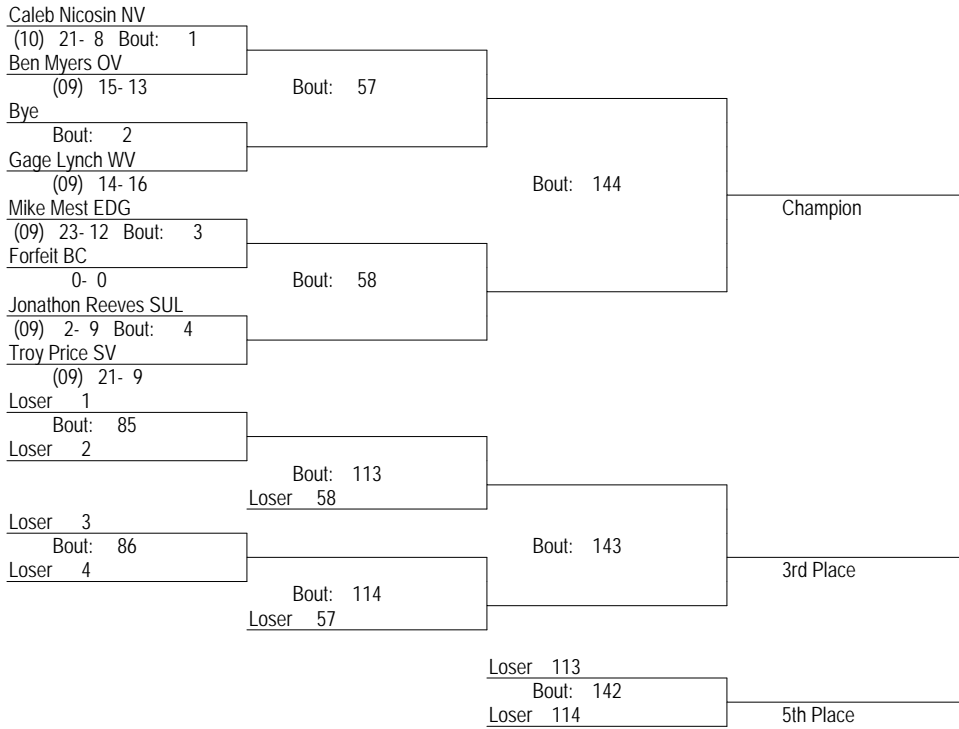 Caleb Nicosin NV
(10) 21- 8 Bout: 1
Ben Myers OV
(09) 15- 13
Bout: 57
Bye
Bout: 2
Gage Lynch WV
(09) 14- 16
Bout: 144
Mike Mest EDG
Champion
(09) 23- 12 Bout: 3
Forfeit BC
0- 0
Bout: 58
Jonathon Reeves SUL
(09) 2- 9 Bout: 4
Troy Price SV
(09) 21- 9
Loser 1
Bout: 85
Loser 2
Bout: 113
Loser 58
Loser 3
Bout: 86
Bout: 143
Loser 4
3rd Place
Bout: 114
Loser 57
Loser 113
Bout: 142
Loser 114
5th Place